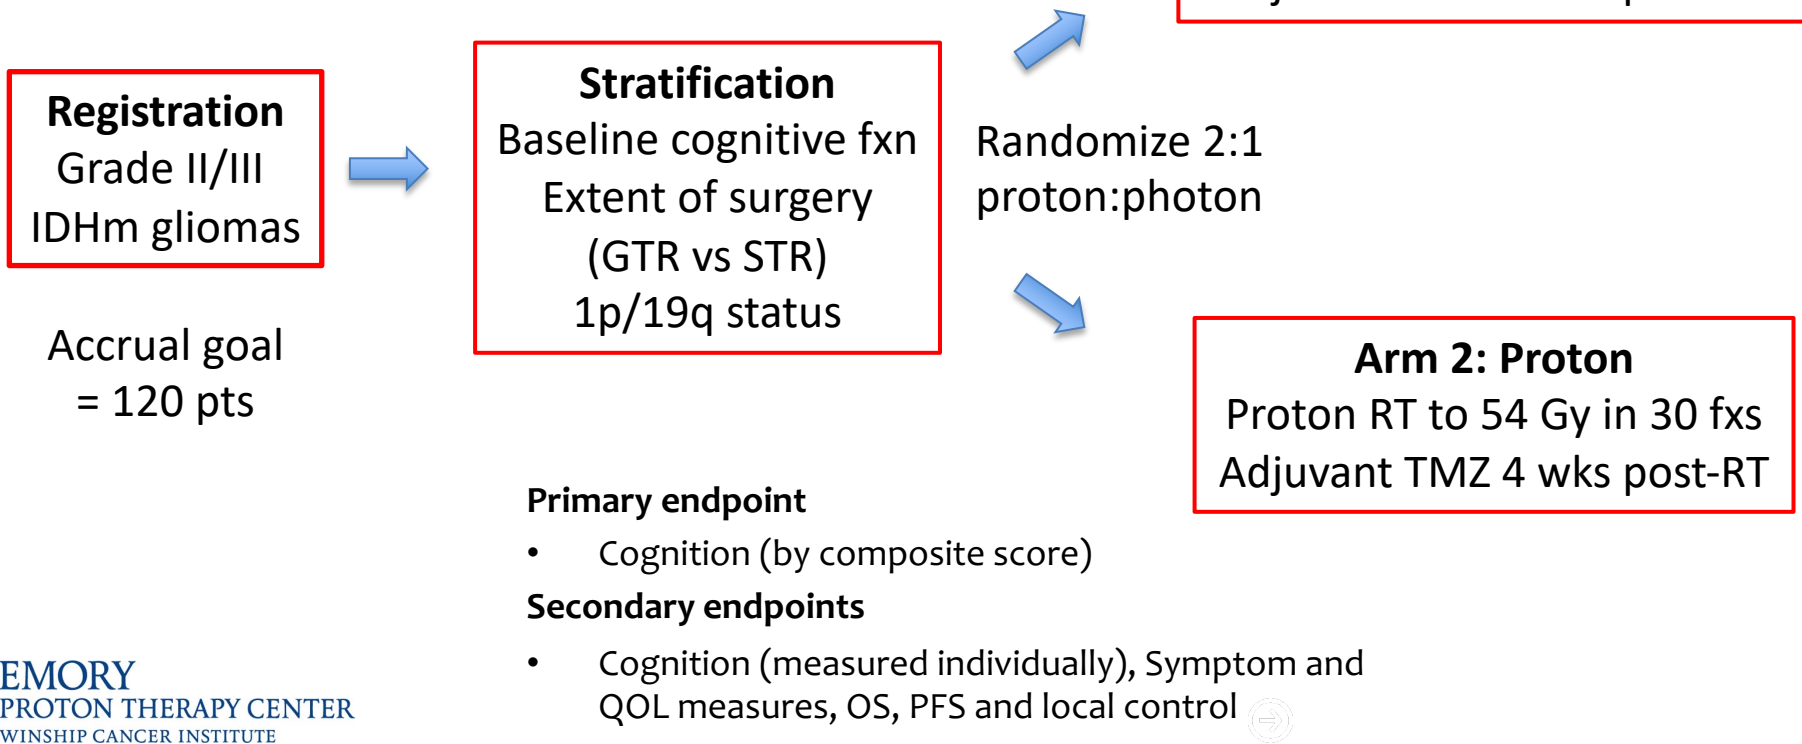 Registration
Grade II/III
IDHm gliomas
Accrual goal
= 120 pts
Stratification
Baseline cognitive fxn
Extent of surgery
(GTR vs STR)
1p/19q status
Randomize 2:1
proton:photon
Arm 2: Proton
Proton RT to 54 Gy in 30 fxs
Adjuvant TMZ 4 wks post-RT
Primary endpoint
• Cognition (by composite score)
Secondary endpoints
• Cognition (measured individually), Symptom and
QOL measures, OS, PFS and local control
EMORY
PROTON THERAPY CENTER
WINSHIP CANCER INSTITUTE